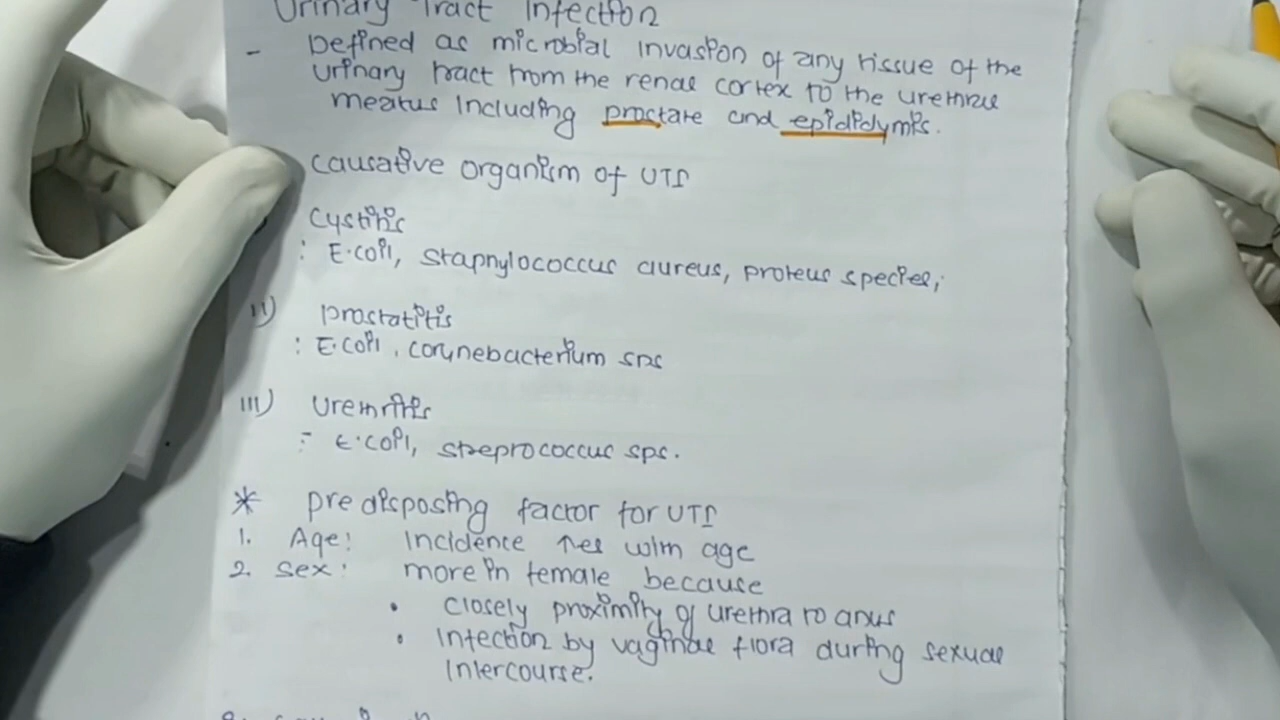 Urinary Tract Infection
- Defined as microbial invasion of any tissue of the
urinary tract from the renal cortex to the urethral
meatus including prostate and epididymis.
causative organism of UTI
Cystitis
: E.coli, staphylococcus aureus, proteus species,
ii) prostatitis
: E.coli, corynebacterium sps
iii) Urethritis
: E.coli, streptococcus sps.
* predisposing factor for UTI
1. Age: Incidence ↑es with age
2. Sex: more in female because
• closely proximity of urethra to anus
• Infection by vaginal flora during sexual
Intercourse.